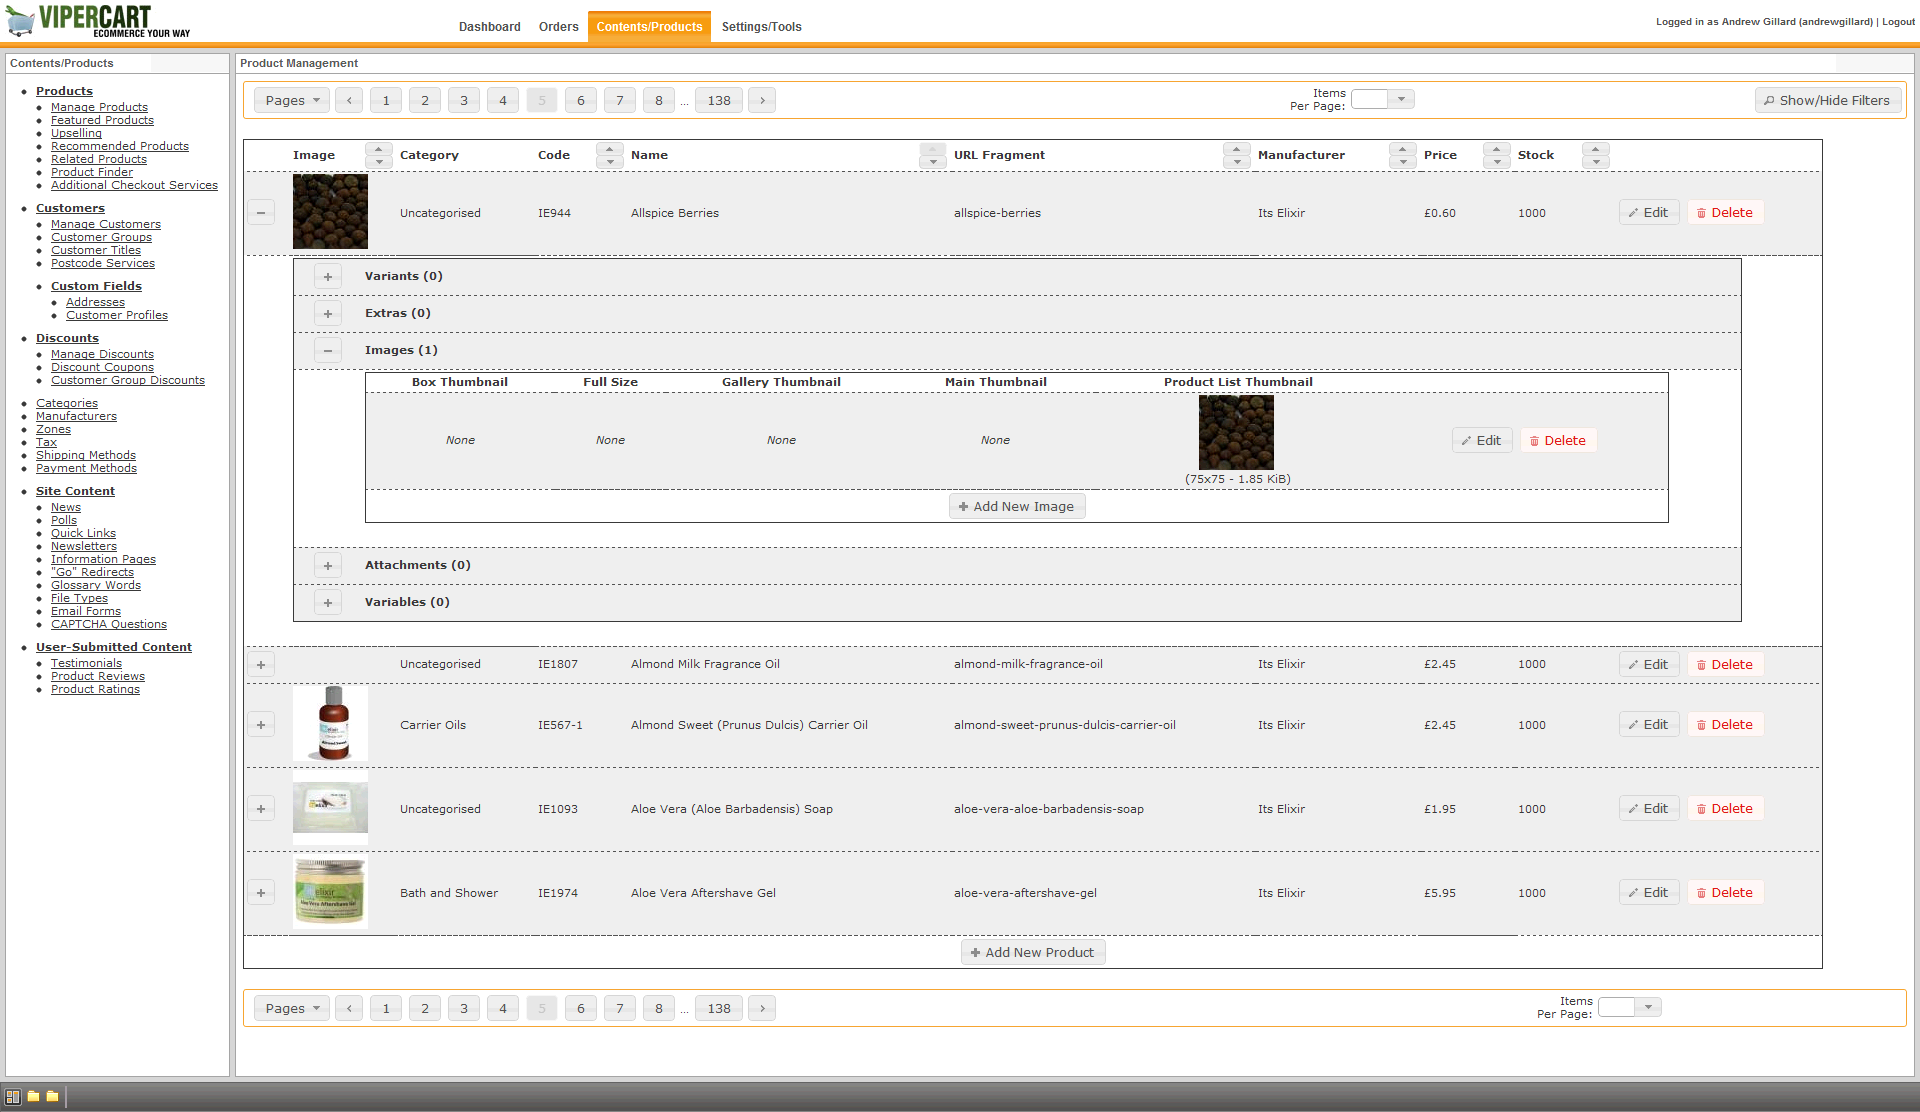 VIPERCART
ECOMMERCE YOUR WAY
Dashboard Orders Contents/Products Settings/Tools
Logged in as Andrew Gillard (andrewgillard) | Logout
Contents/Products
Products
Manage Products
Featured Products
Upselling
Recommended Products
Related Products
Product Finder
Additional Checkout Services
Customers
Manage Customers
Customer Groups
Customer Titles
Postcode Services
Custom Fields
Addresses
Customer Profiles
Discounts
Manage Discounts
Discount Coupons
Customer Group Discounts
Categories
Manufacturers
Zones
Tax
Shipping Methods
Payment Methods
Site Content
News
Polls
Quick Links
Newsletters
Information Pages
"Go" Redirects
Glossary Words
File Types
Email Forms
CAPTCHA Questions
User-Submitted Content
Testimonials
Product Reviews
Product Ratings
Product Management
Pages ‹ 1 2 3 4 5 6 7 8 ... 138 ›
Items
Per Page:
Show/Hide Filters
Image Category Code Name URL Fragment Manufacturer Price Stock
Uncategorised IE944 Allspice Berries allspice-berries Its Elixir £0.60 1000 Edit Delete
Variants (0)
Extras (0)
Images (1)
Box Thumbnail Full Size Gallery Thumbnail Main Thumbnail Product List Thumbnail
None None None None Edit Delete
(75x75 - 1.85 KiB)
Add New Image
Attachments (0)
Variables (0)
Uncategorised IE1807 Almond Milk Fragrance Oil almond-milk-fragrance-oil Its Elixir £2.45 1000 Edit Delete
Carrier Oils IE567-1 Almond Sweet (Prunus Dulcis) Carrier Oil almond-sweet-prunus-dulcis-carrier-oil Its Elixir £2.45 1000 Edit Delete
Uncategorised IE1093 Aloe Vera (Aloe Barbadensis) Soap aloe-vera-aloe-barbadensis-soap Its Elixir £1.95 1000 Edit Delete
elixir
Aloe Vera Aftershave Gel
Bath and Shower IE1974 Aloe Vera Aftershave Gel aloe-vera-aftershave-gel Its Elixir £5.95 1000 Edit Delete
Add New Product
Pages ‹ 1 2 3 4 5 6 7 8 ... 138 ›
Items
Per Page: